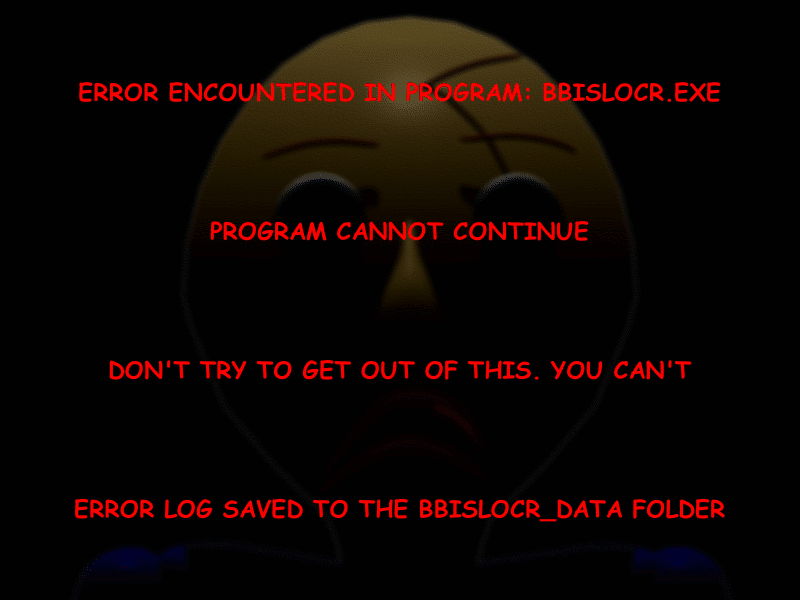 ERROR ENCOUNTERED IN PROGRAM: BBISLOCR.EXE
PROGRAM CANNOT CONTINUE
DON'T TRY TO GET OUT OF THIS. YOU CAN'T
ERROR LOG SAVED TO THE BBISLOCR_DATA FOLDER